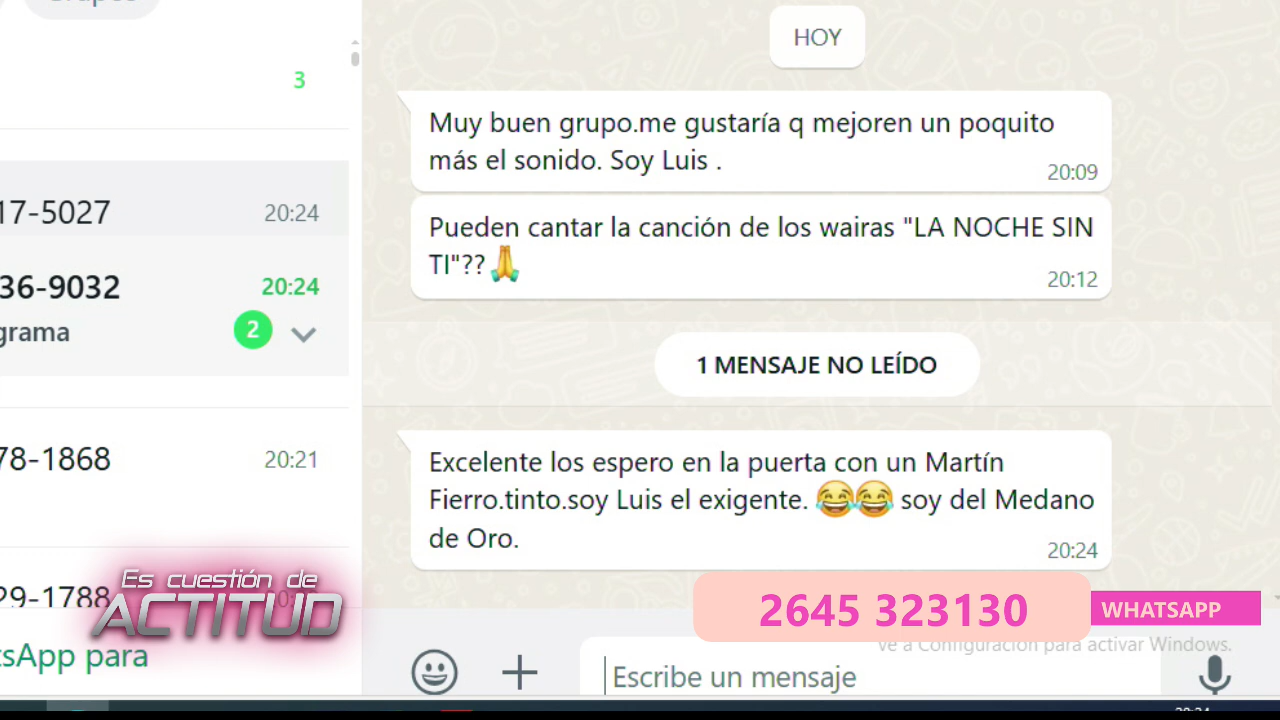 HOY
3
Muy buen grupo.me gustaría q mejoren un poquito
más el sonido. Soy Luis .
20:09
17-5027
20:24
Pueden cantar la canción de los wairas "LA NOCHE SIN
TI"??🙏
20:12
36-9032
20:24
grama
2
1 MENSAJE NO LEÍDO
78-1868
20:21
Excelente los espero en la puerta con un Martín
Fierro.tinto.soy Luis el exigente. 😂😂 soy del Medano
de Oro.
20:24
29-1788
Es cuestión de
ACTITUD
2645 323130
WHATSAPP
tsApp para
Ve a Configuración para activar Windows.
Escribe un mensaje